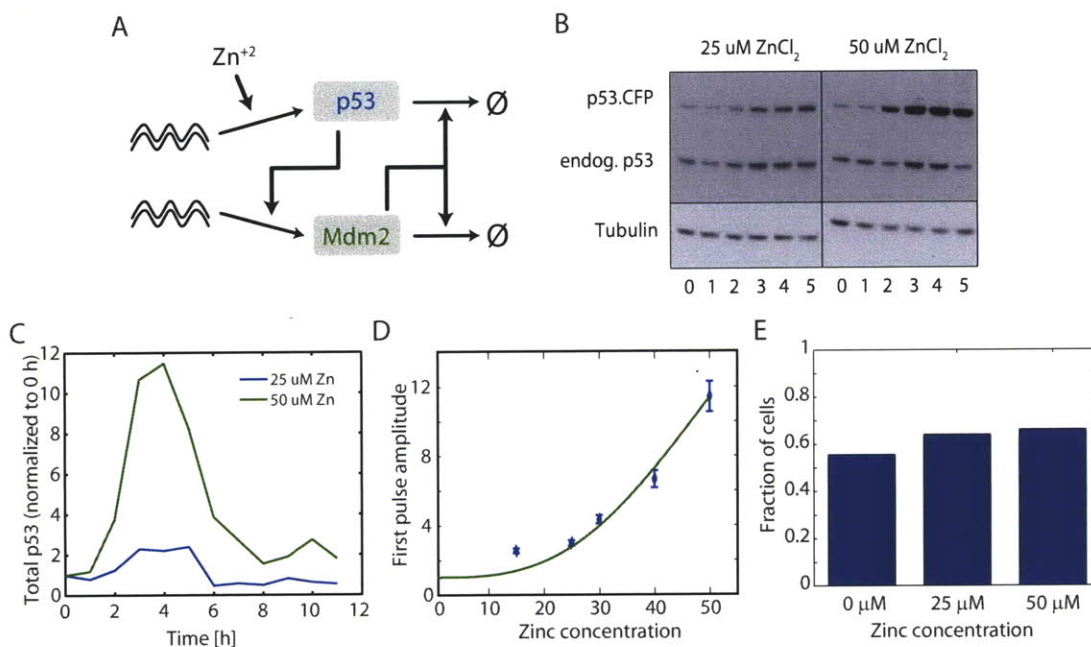 A
Zn+2
p53
Ø
Mdm2
Ø
B
25 uM ZnCl2
50 uM ZnCl2
p53.CFP
endog. p53
Tubulin
0 1 2 3 4 5
0 1 2 3 4 5
C
Total p53 (normalized to 0 h)
12
10
8
6
4
2
0
25 uM Zn
50 uM Zn
0 2 4 6 8 10 12
Time [h]
D
First pulse amplitude
12
8
4
0
0 10 20 30 40 50
Zinc concentration
E
Fraction of cells
1
0.8
0.6
0.4
0.2
0
0 µM 25 µM 50 µM
Zinc concentration